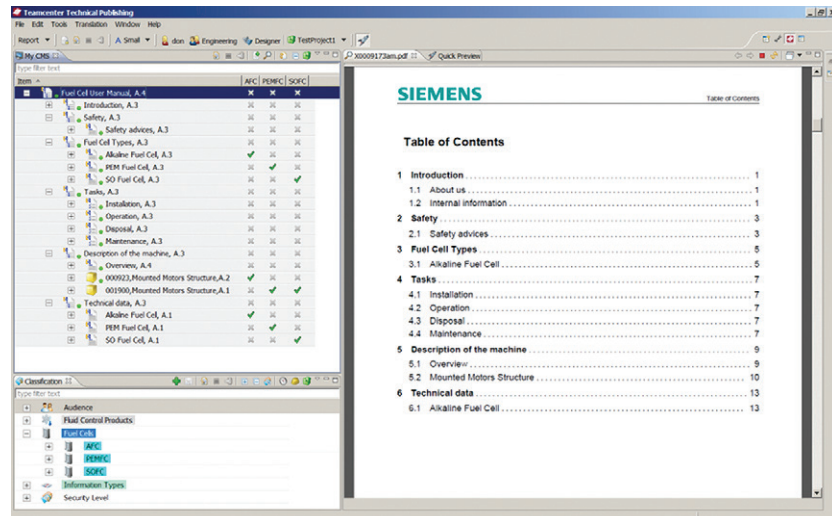 Teamcenter Technical Publishing
File Edit Tools Translation Window Help
Report A Small don Engineering Designer TestProject1
My CMS
type filter text
Item AFC PEMFC SOFC
Fuel Cell User Manual, A.4
Introduction, A.3
Safety, A.3
Safety advices, A.3
Fuel Cel Types, A.3
Alkaline Fuel Cel, A.3
PEM Fuel Cel, A.3
SO Fuel Cel, A.3
Tasks, A.3
Installation, A.3
Operation, A.3
Disposal, A.3
Maintenance, A.3
Description of the machine, A.3
Overview, A.4
000923,Mounted Motors Structure,A.2
001900,Mounted Motors Structure,A.1
Technical data, A.3
Alkaline Fuel Cel, A.1
PEM Fuel Cel, A.1
SO Fuel Cel, A.1
Classification
type filter text
Audience
Fluid Control Products
Fuel Cells
AFC
PEMFC
SOFC
Information Types
Security Level
X0009173am.pdf Quick Preview
SIEMENS
Table of Contents
Table of Contents
1 Introduction 1
1.1 About us 1
1.2 Internal information 1
2 Safety 3
2.1 Safety advices 3
3 Fuel Cell Types 5
3.1 Alkaline Fuel Cell 5
4 Tasks 7
4.1 Installation 7
4.2 Operation 7
4.3 Disposal 7
4.4 Maintenance 7
5 Description of the machine 9
5.1 Overview 9
5.2 Mounted Motors Structure 10
6 Technical data 13
6.1 Alkaline Fuel Cell 13